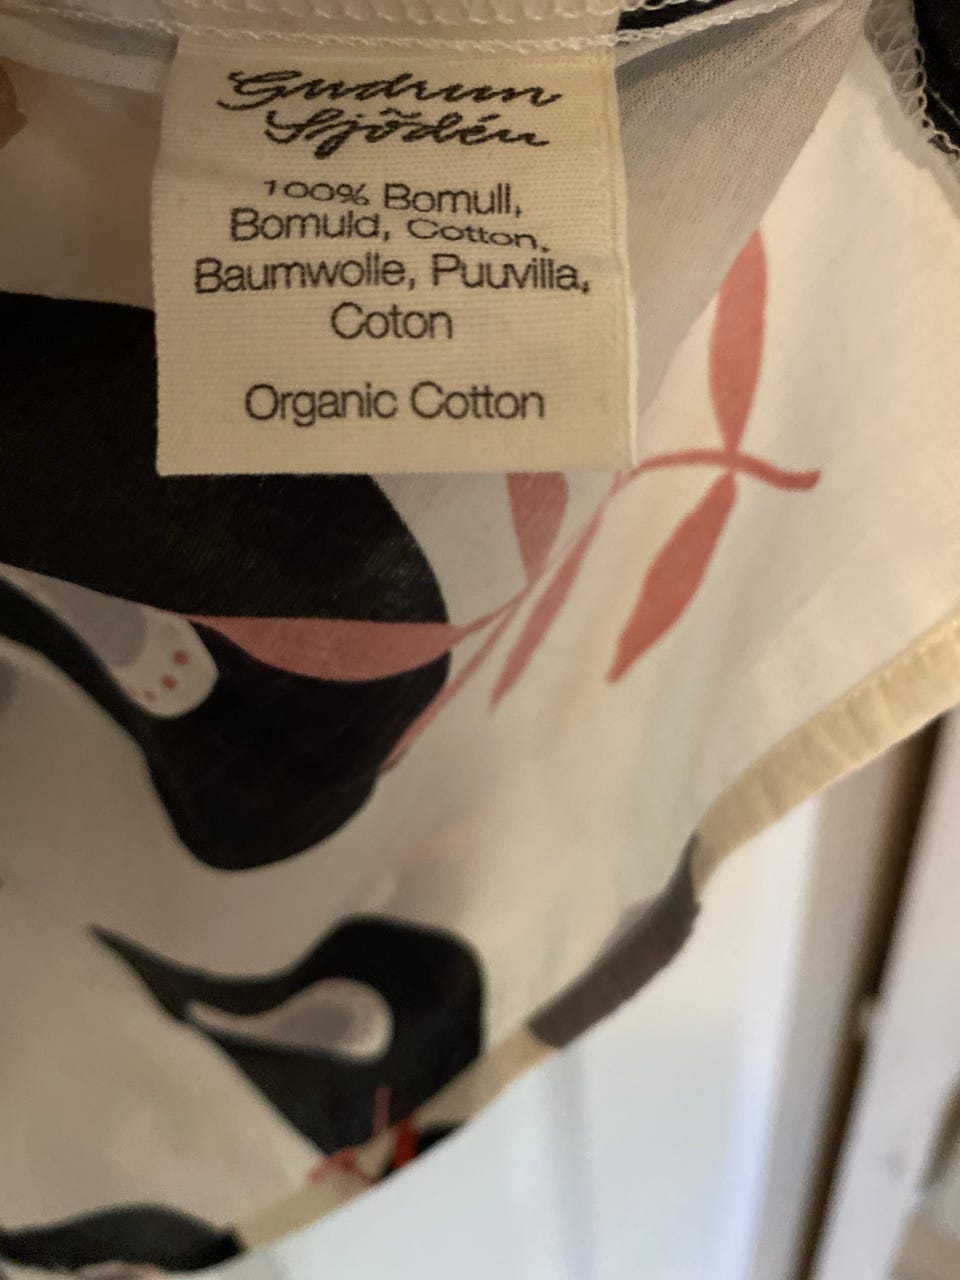 Gudrun
Sjödén
100% Bomull,
Bomuld, Cotton,
Baumwolle, Puuvilla,
Coton
Organic Cotton